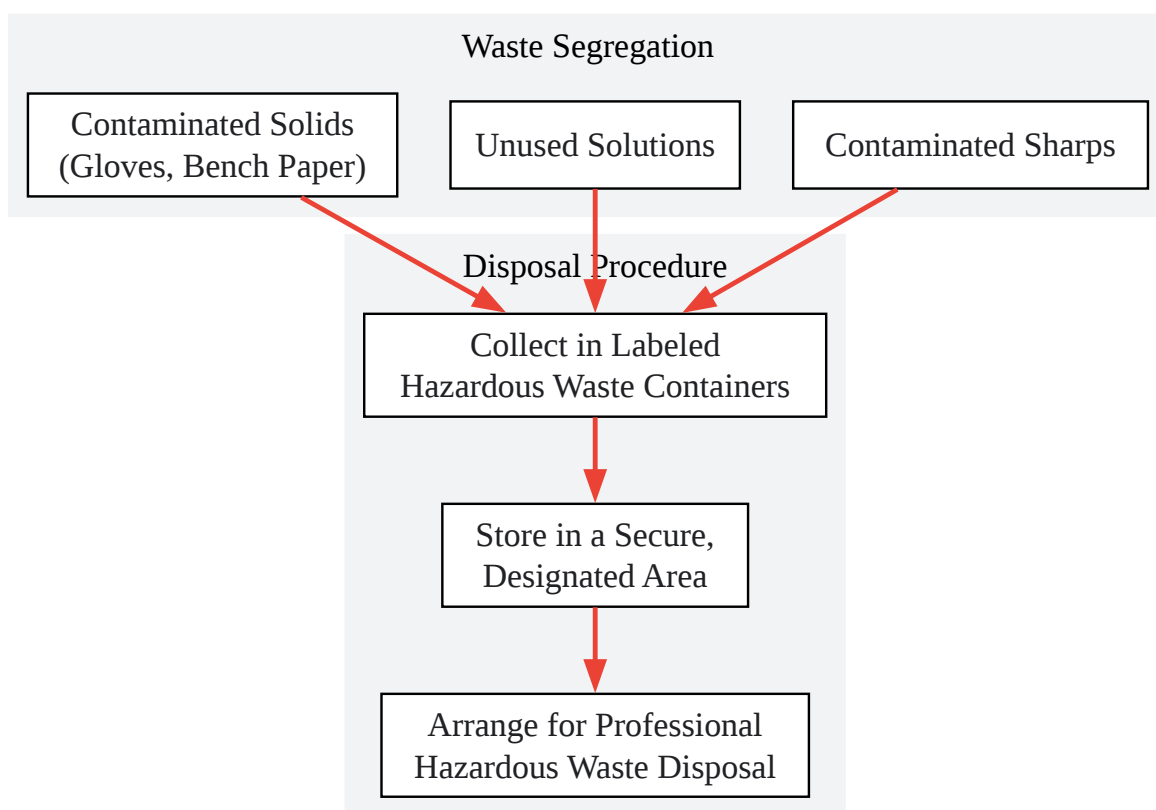 Waste Segregation
Contaminated Solids
(Gloves, Bench Paper)
Unused Solutions
Contaminated Sharps
Disposal Procedure
Collect in Labeled
Hazardous Waste Containers
Store in a Secure,
Designated Area
Arrange for Professional
Hazardous Waste Disposal